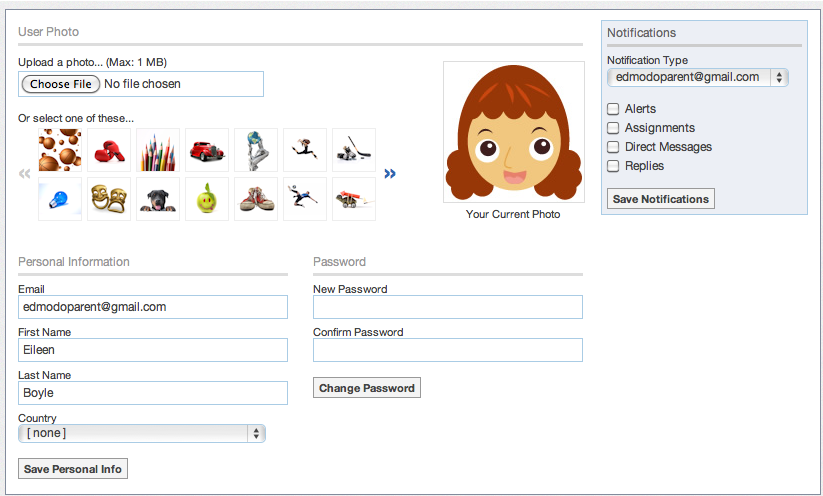 User Photo
Upload a photo... (Max: 1 MB)
Choose File No file chosen
Or select one of these...
«
»
Your Current Photo
Notifications
Notification Type
edmodoparent@gmail.com
Alerts
Assignments
Direct Messages
Replies
Save Notifications
Personal Information
Email
edmodoparent@gmail.com
First Name
Eileen
Last Name
Boyle
Country
[ none ]
Save Personal Info
Password
New Password
Confirm Password
Change Password